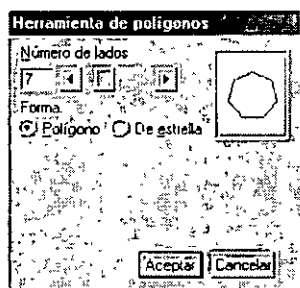 Herramienta de polígonos
Número de lados
7
Forma.
Polígono De estrella
Aceptar Cancelar